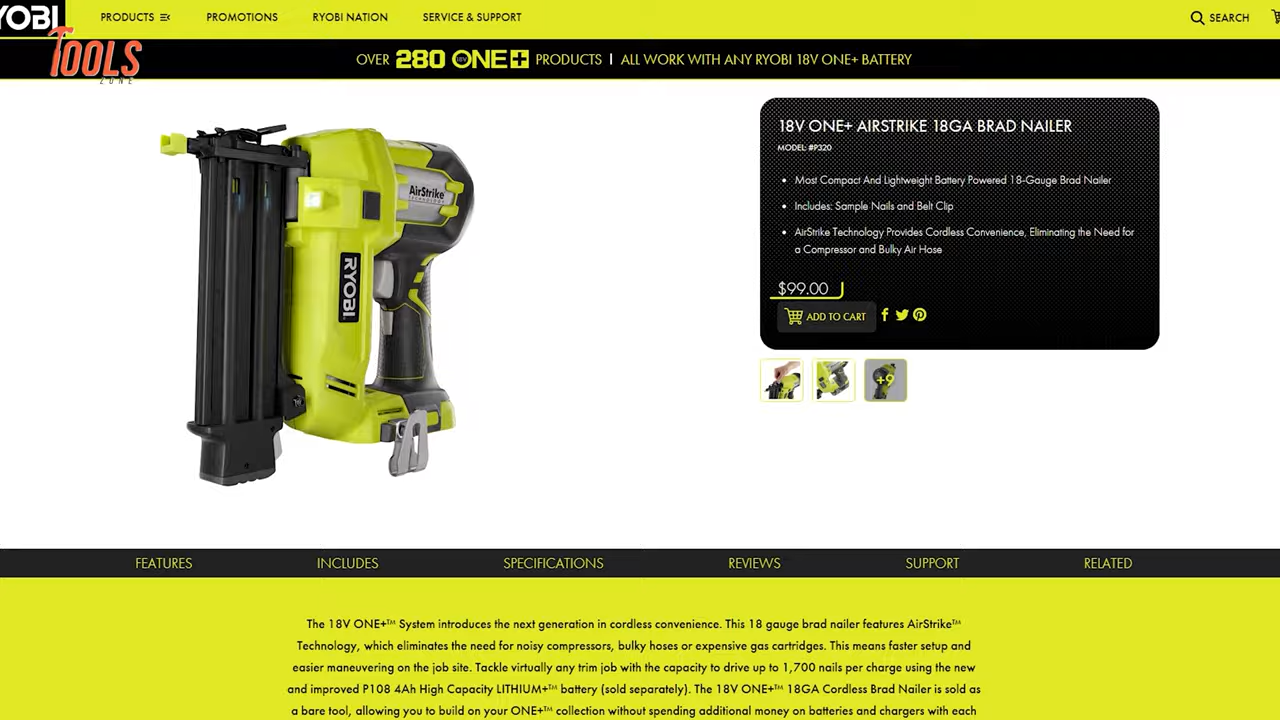 RYOBI
PRODUCTS
PROMOTIONS
RYOBI NATION
SERVICE & SUPPORT
SEARCH
TOOLS
ZONE
OVER 280 18V ONE+ PRODUCTS | ALL WORK WITH ANY RYOBI 18V ONE+ BATTERY
AirStrike
TECHNOLOGY
RYOBI
18V ONE+ AIRSTRIKE 18GA BRAD NAILER
MODEL: #P320
• Most Compact And Lightweight Battery Powered 18-Gauge Brad Nailer
• Includes: Sample Nails and Belt Clip
• AirStrike Technology Provides Cordless Convenience, Eliminating the Need for
a Compressor and Bulky Air Hose
$99.00
ADD TO CART
+9
FEATURES
INCLUDES
SPECIFICATIONS
REVIEWS
SUPPORT
RELATED
The 18V ONE+™ System introduces the next generation in cordless convenience. This 18 gauge brad nailer features AirStrike™
Technology, which eliminates the need for noisy compressors, bulky hoses or expensive gas cartridges. This means faster setup and
easier maneuvering on the job site. Tackle virtually any trim job with the capacity to drive up to 1,700 nails per charge using the new
and improved P108 4Ah High Capacity LITHIUM+™ battery (sold separately). The 18V ONE+™ 18GA Cordless Brad Nailer is sold as
a bare tool, allowing you to build on your ONE+™ collection without spending additional money on batteries and chargers with each